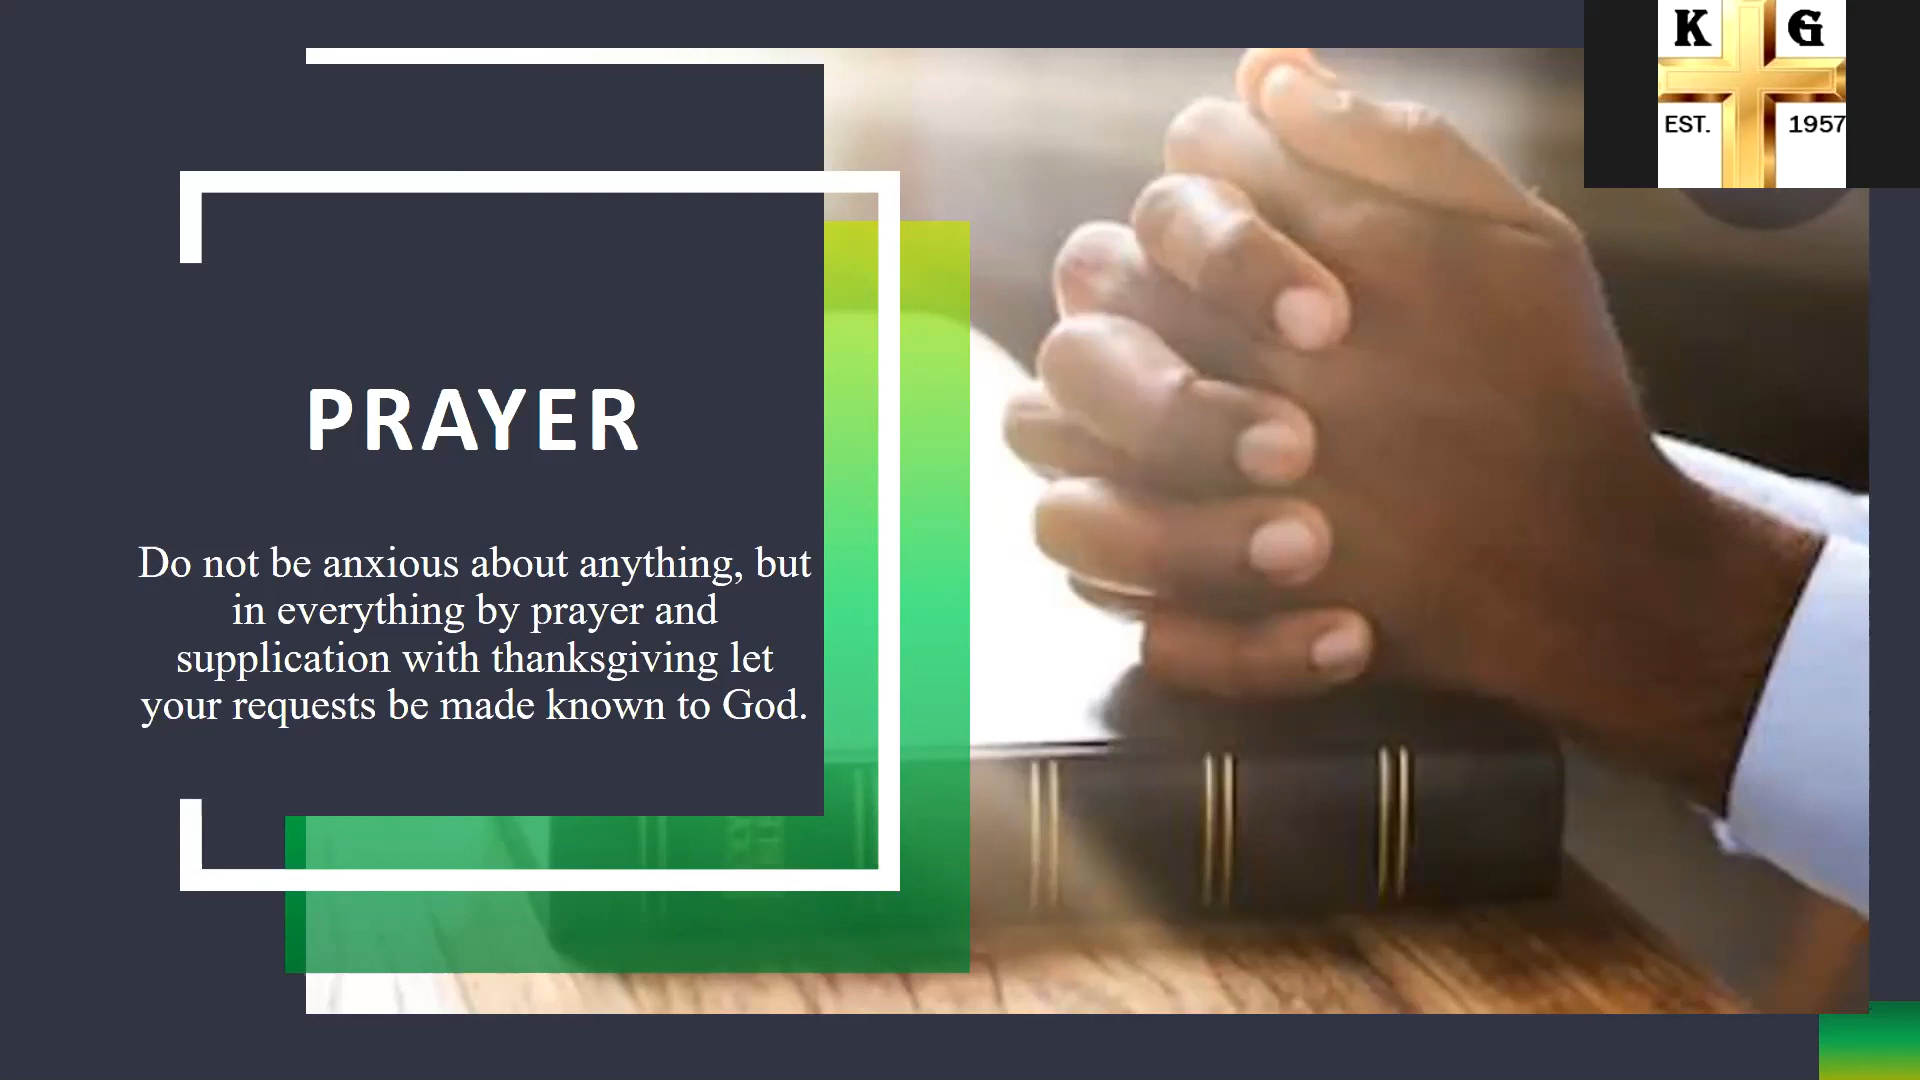 K G
EST. 1957
PRAYER
Do not be anxious about anything, but
in everything by prayer and
supplication with thanksgiving let
your requests be made known to God.